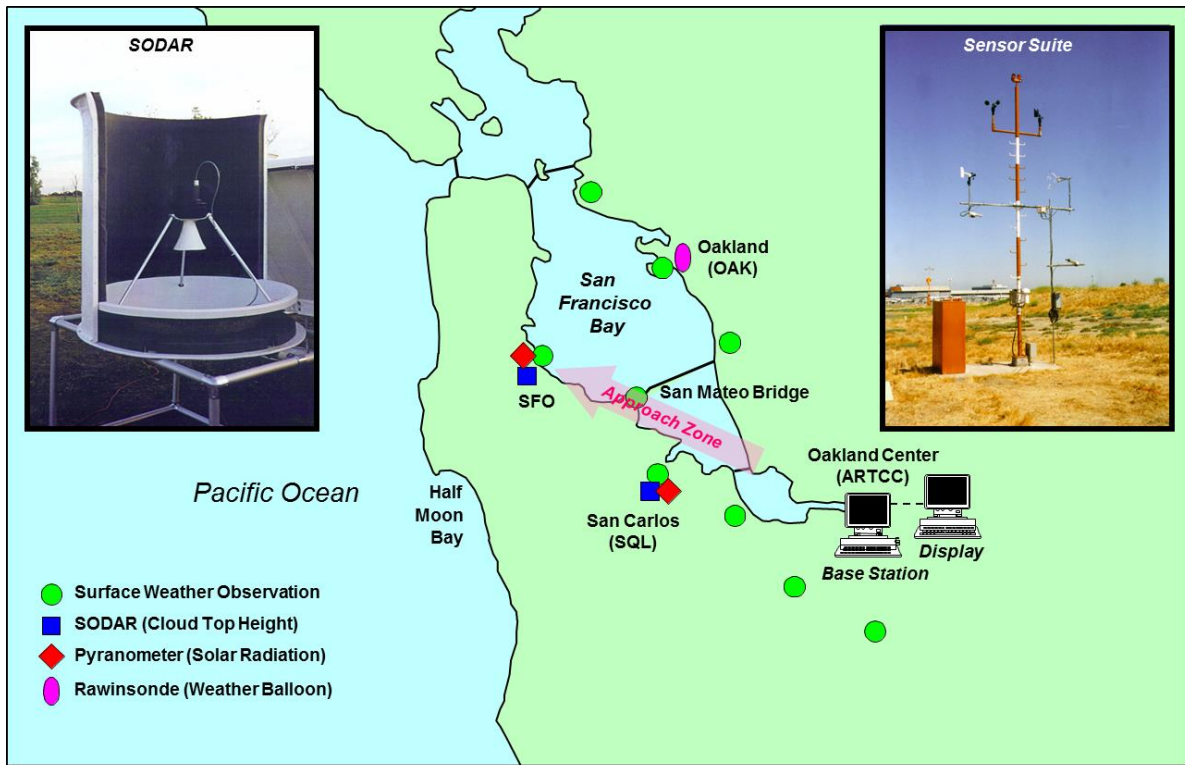 SODAR
Sensor Suite
Oakland
(OAK)
San
Francisco
Bay
San Mateo Bridge
SFO
Approach Zone
Oakland Center
(ARTCC)
Pacific Ocean
Half
Moon
Bay
San Carlos
(SQL)
Display
Base Station
Surface Weather Observation
SODAR (Cloud Top Height)
Pyranometer (Solar Radiation)
Rawinsonde (Weather Balloon)